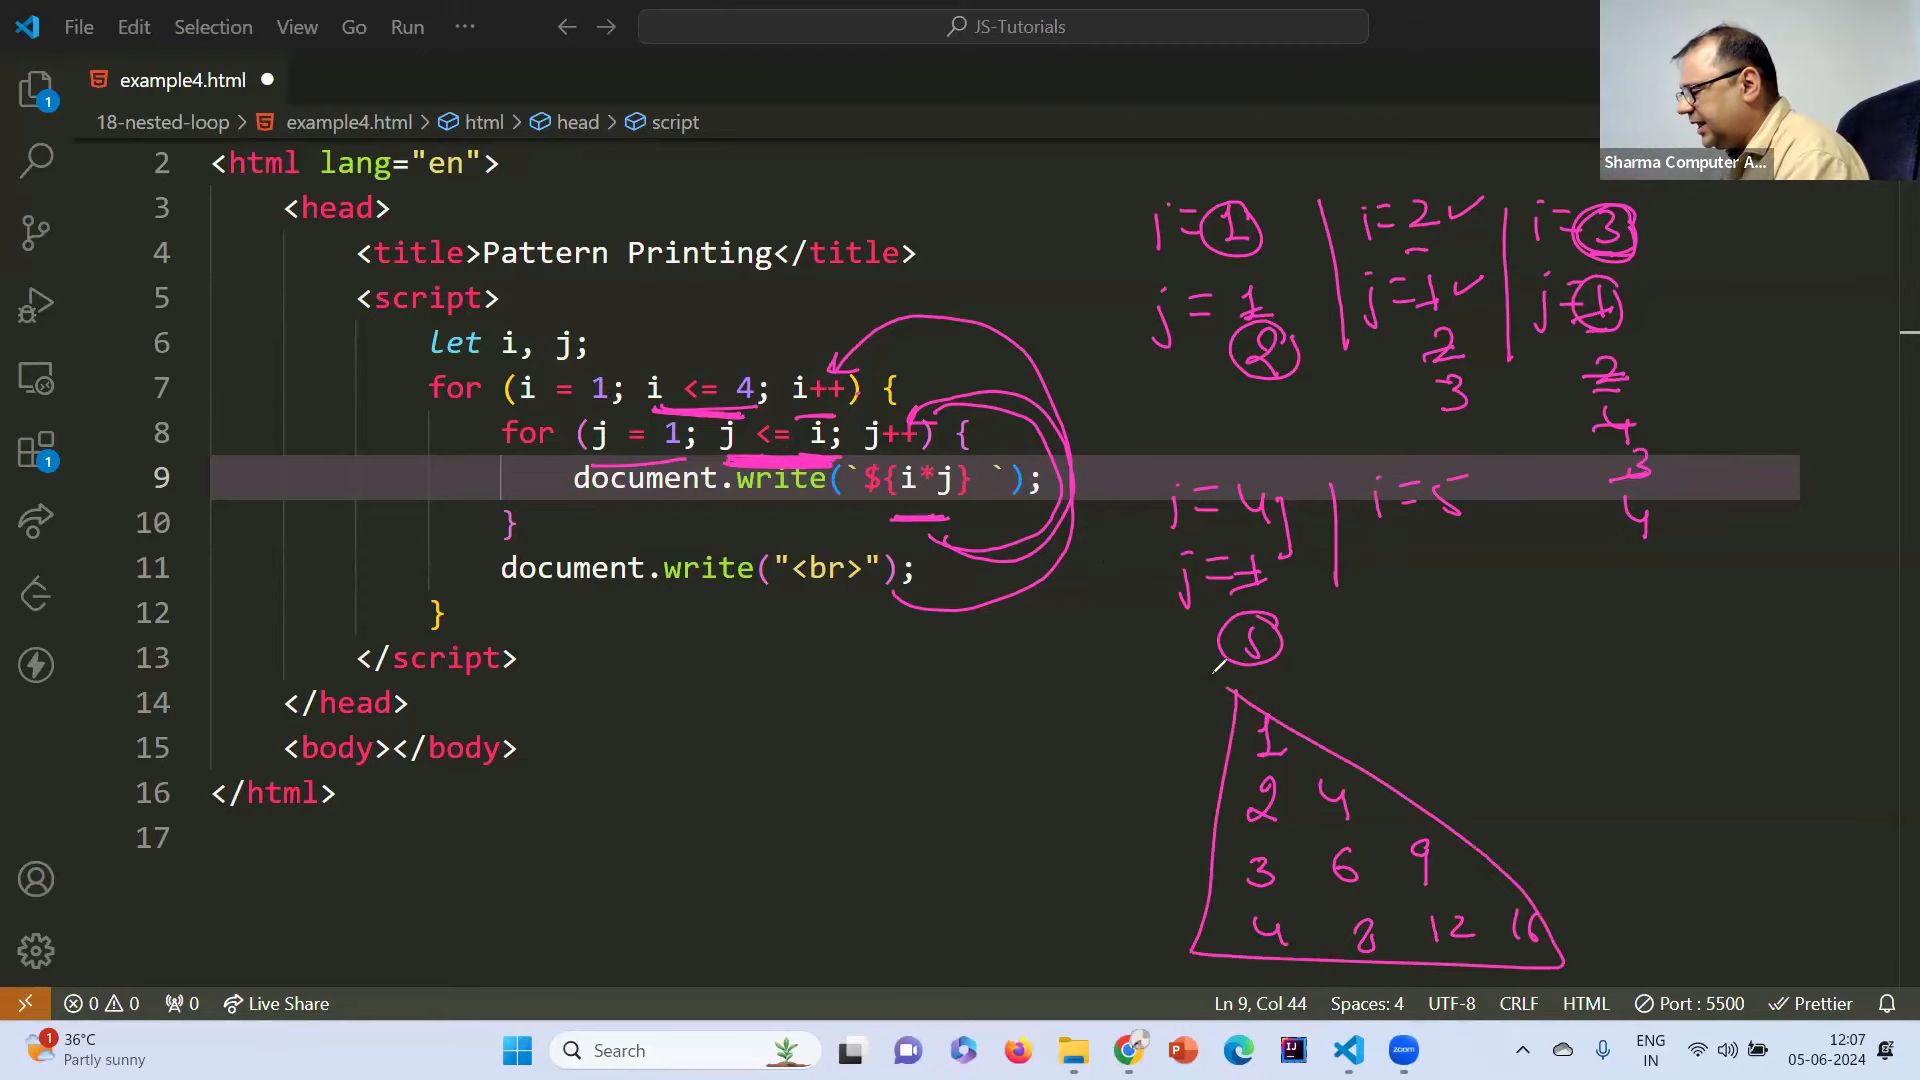 File Edit Selection View Go Run ... JS-Tutorials
example4.html
18-nested-loop > example4.html > html > head > script
Sharma Computer A...
2 <html lang="en">
3 <head>
4 <title>Pattern Printing</title>
5 <script>
6 let i, j;
7 for (i = 1; i <= 4; i++) {
8 for (j = 1; j <= i; j++) {
9 document.write(`${i*j} `);
10 }
11 document.write("<br>");
12 }
13 </script>
14 </head>
15 <body></body>
16 </html>
17
i=1 i=2 i=3
j=1 j=1 j=1
2 2 2
3 4
3
4
i=4 i=5
j=1
5
1
2 4
3 6 9
4 8 12 16
1
1
0 0 0 Live Share Ln 9, Col 44 Spaces: 4 UTF-8 CRLF HTML Port : 5500 Prettier
1 36°C
Partly sunny
Search
zoom
ENG
IN
12:07
05-06-2024